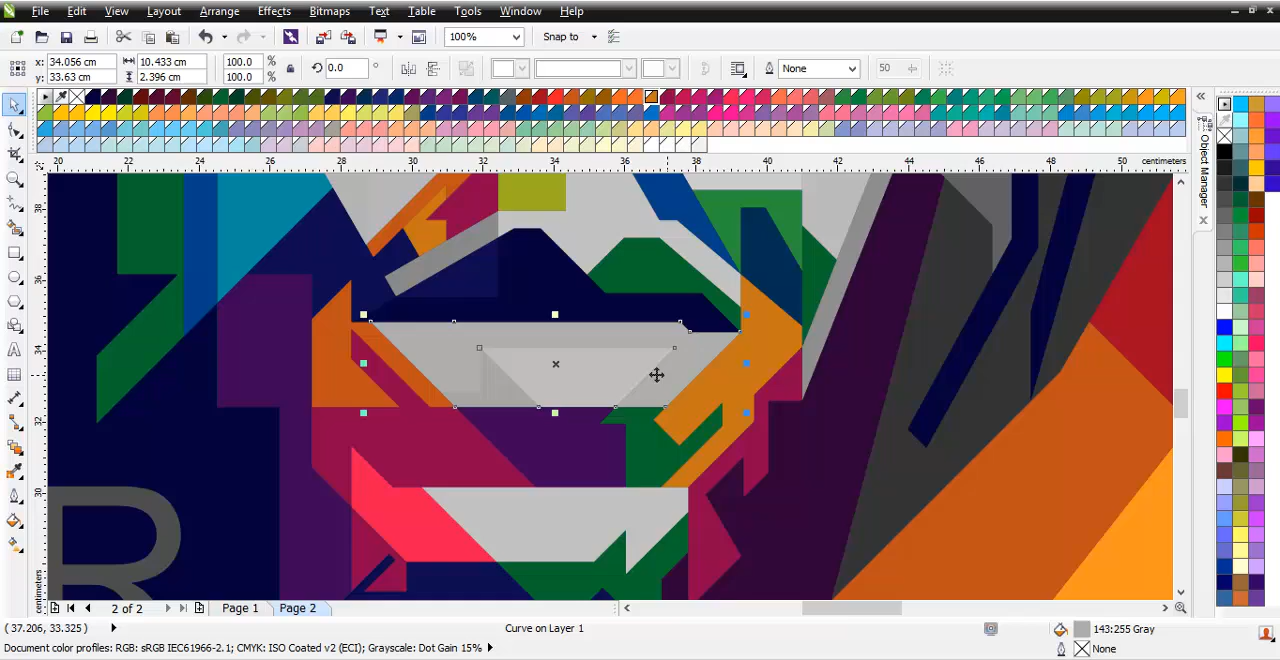 File Edit View Layout Arrange Effects Bitmaps Text Table Tools Window Help
100% Snap to
x: 34.056 cm 10.433 cm 100.0 % 0.0 ° None 50
y: 33.63 cm 2.396 cm 100.0 %
20 22 24 26 28 30 32 34 36 38 40 42 44 46 48 50 centimeters
38
36
34
32
30
centimeters
Object Manager
R
2 of 2 Page 1 Page 2
( 37.206, 33.325 ) Curve on Layer 1 143:255 Gray
Document color profiles: RGB: sRGB IEC61966-2.1; CMYK: ISO Coated v2 (ECI); Grayscale: Dot Gain 15% None